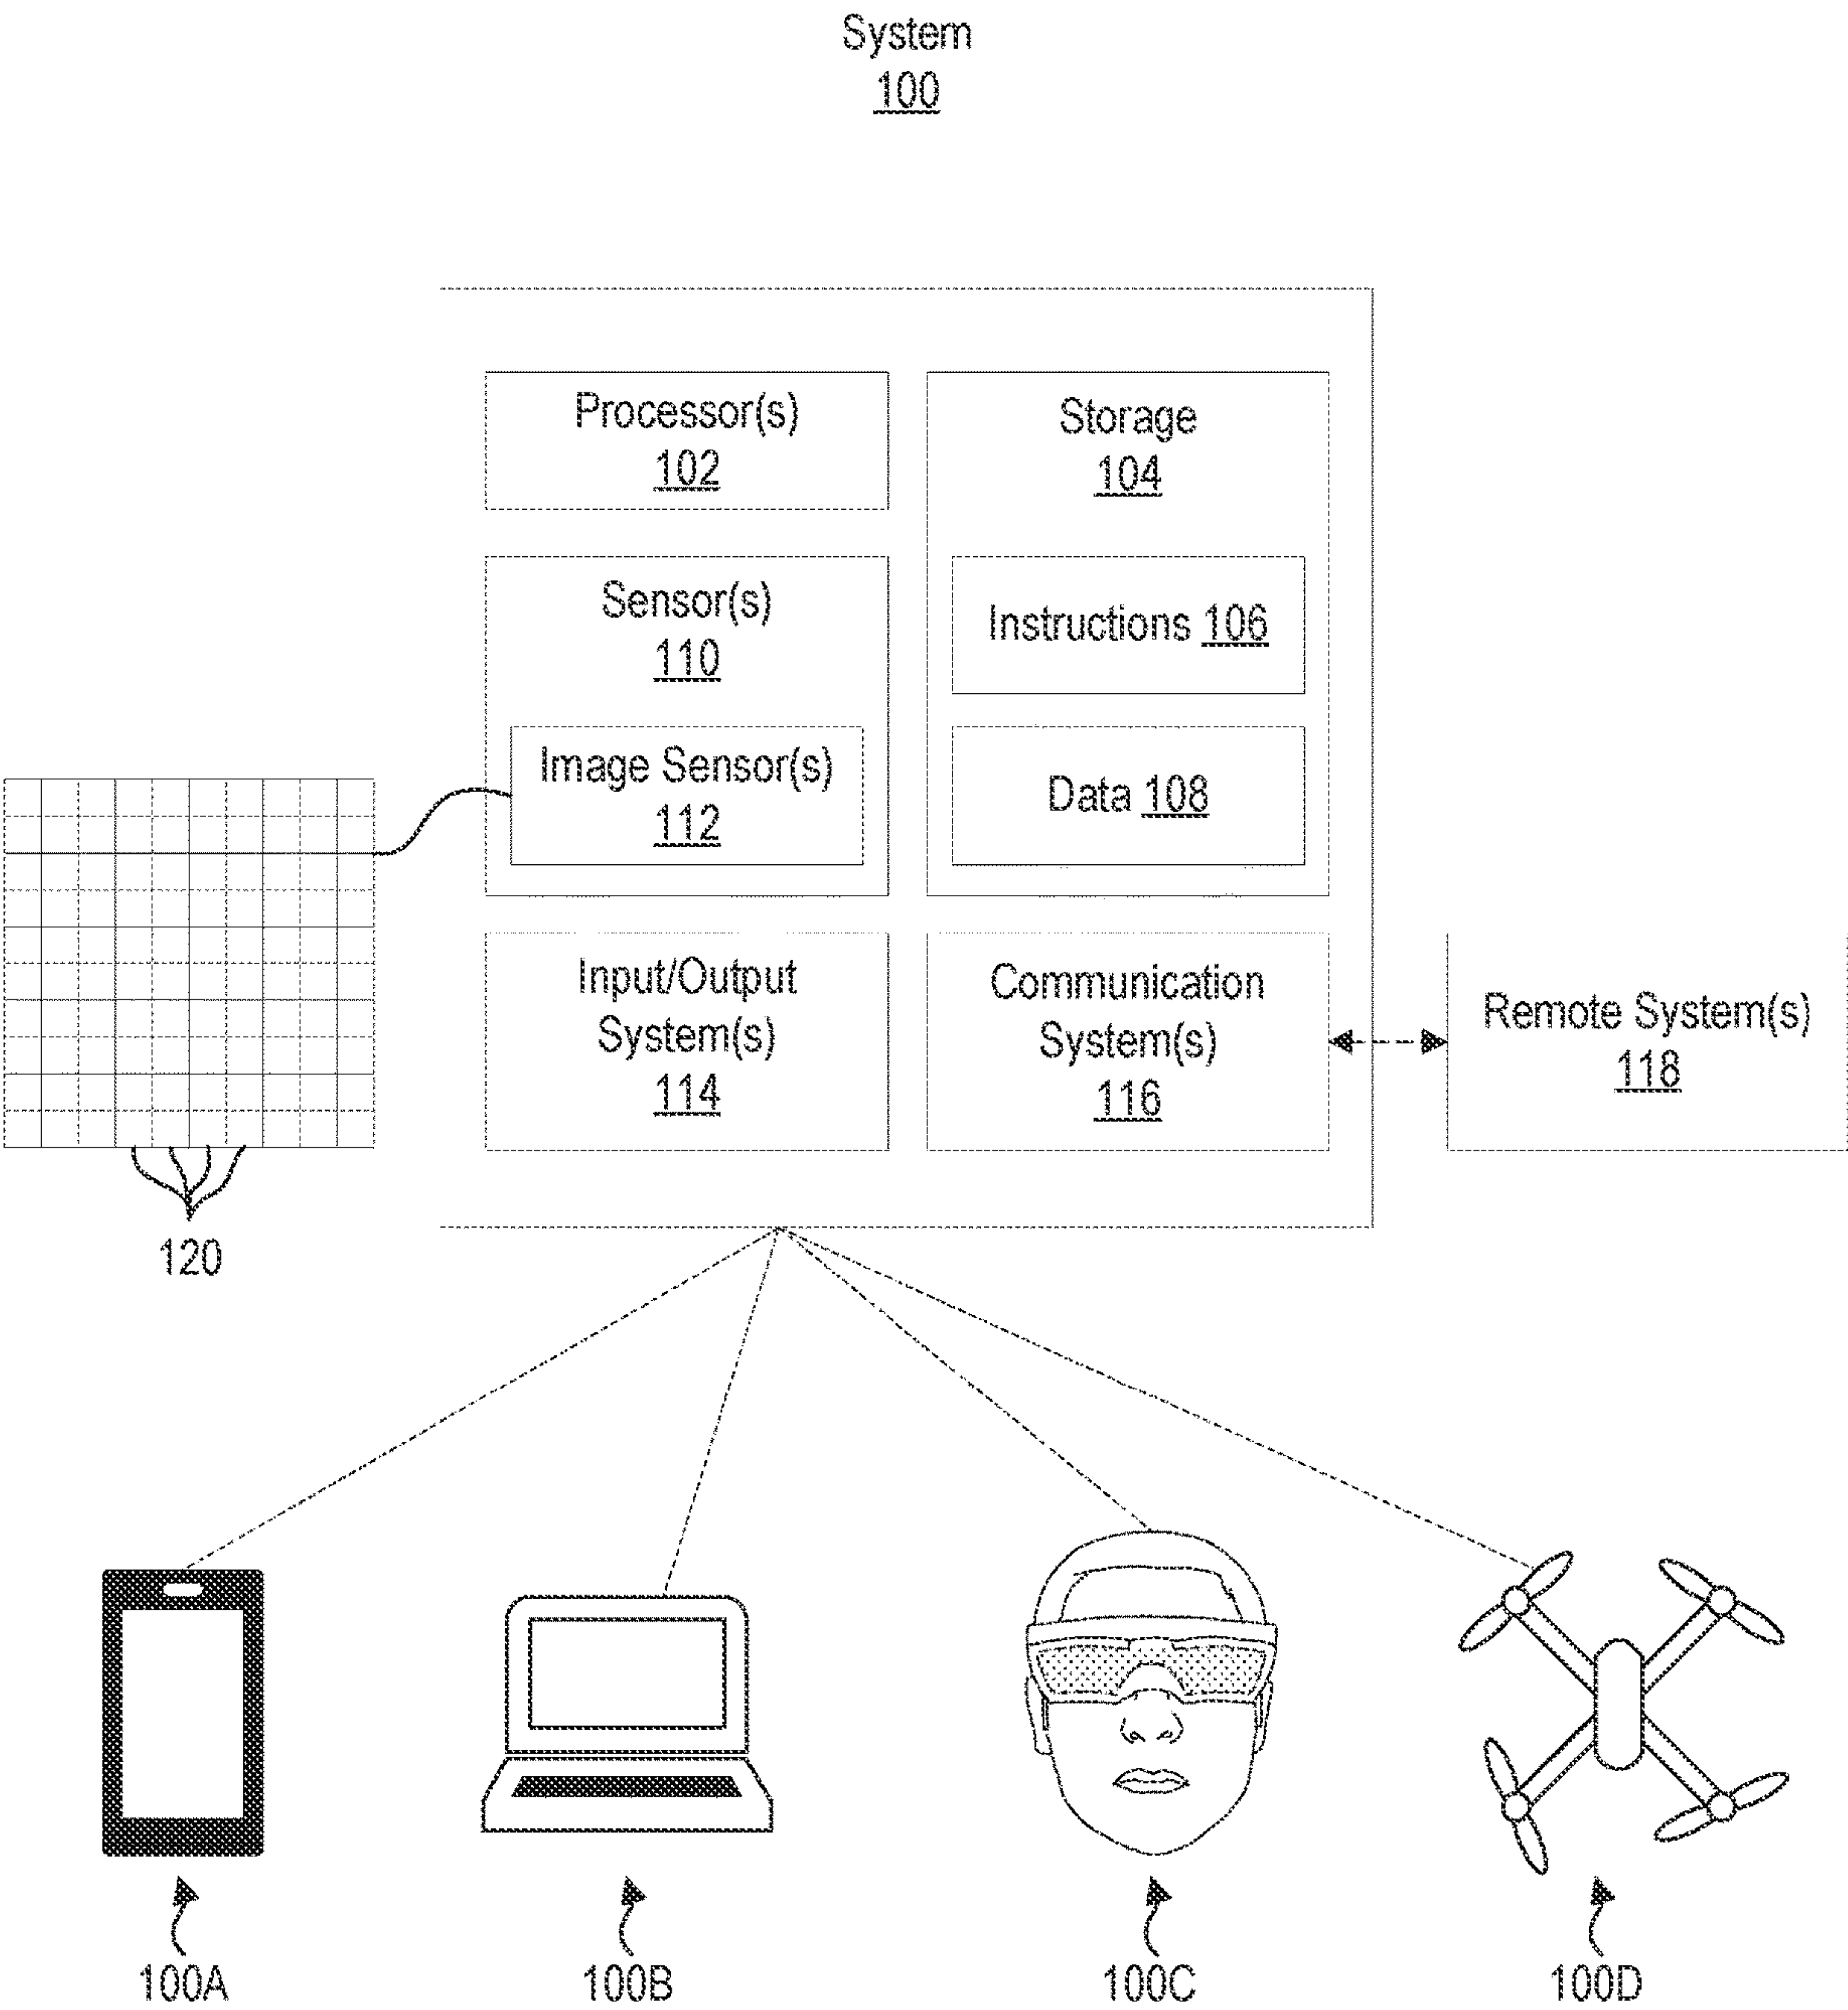 System
100
Processor(s)
102
Storage
104
Sensor(s)
110
Instructions 106
Image Sensor(s)
112
Data 108
Input/Output
System(s)
114
Communication
System(s)
116
Remote System(s)
118
120
100A
100B
100C
100D